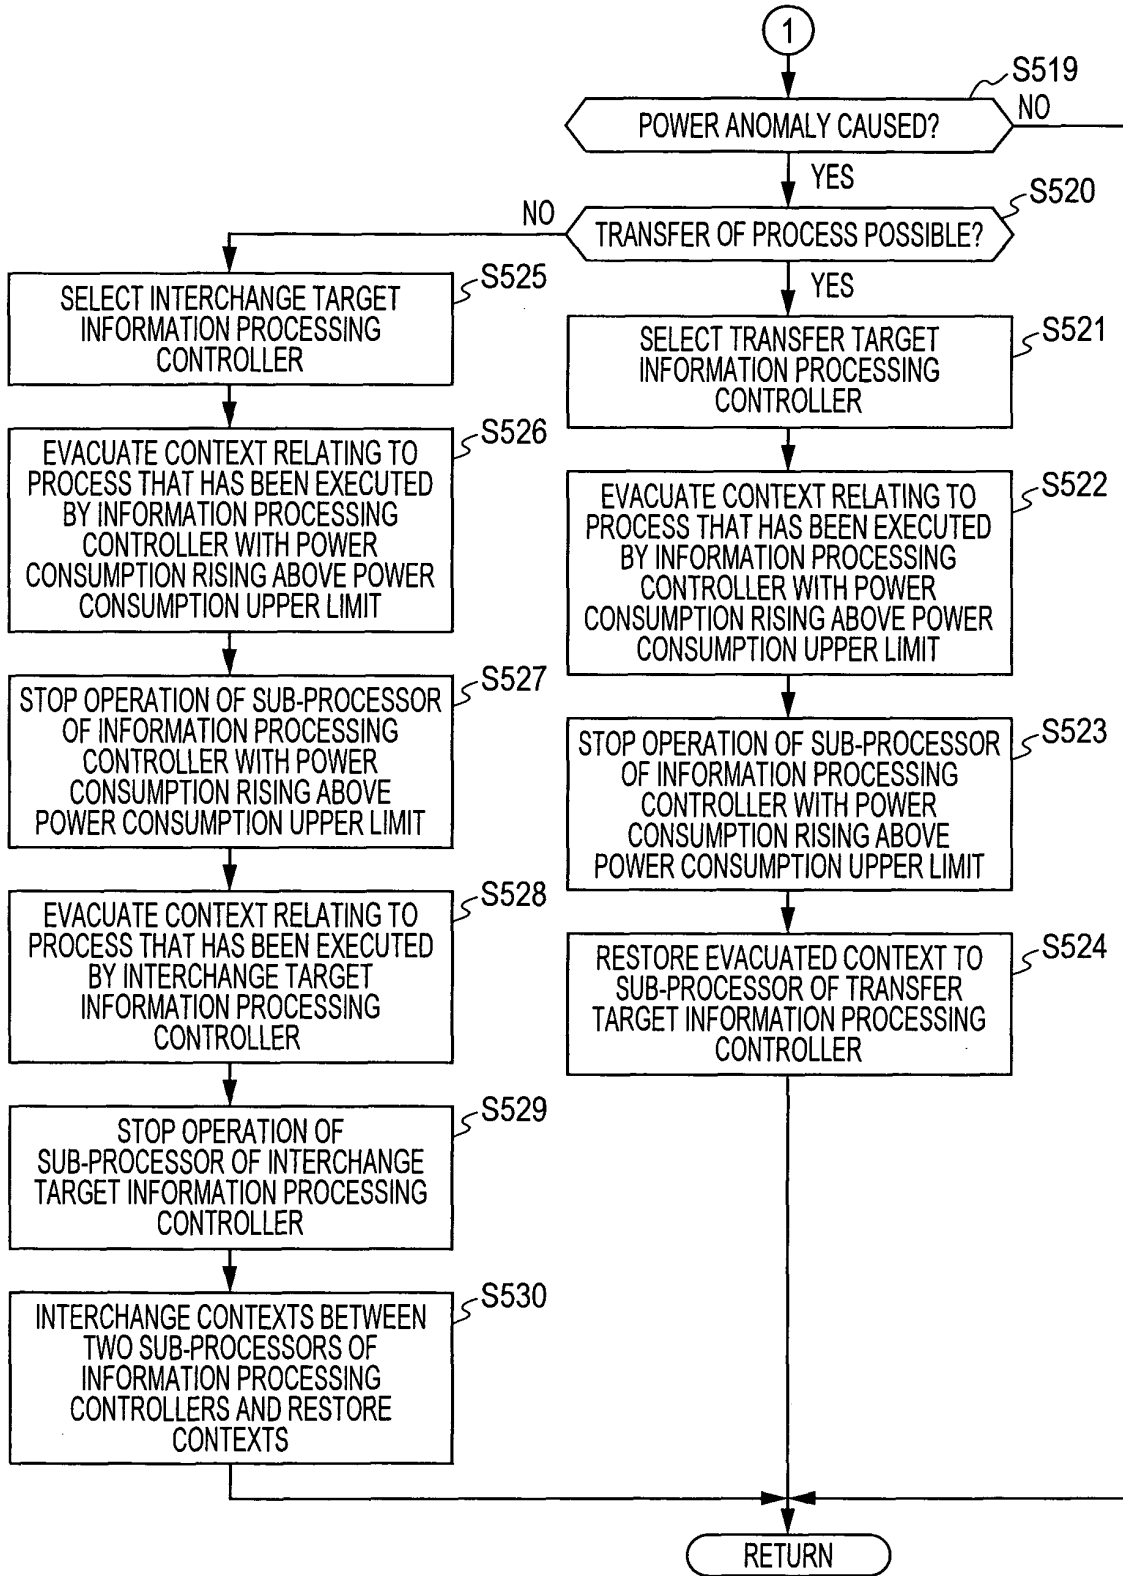 1
S519
POWER ANOMALY CAUSED?
NO
YES
S520
NO
TRANSFER OF PROCESS POSSIBLE?
YES
S525
SELECT INTERCHANGE TARGET
INFORMATION PROCESSING
CONTROLLER
S526
EVACUATE CONTEXT RELATING TO
PROCESS THAT HAS BEEN EXECUTED
BY INFORMATION PROCESSING
CONTROLLER WITH POWER
CONSUMPTION RISING ABOVE POWER
CONSUMPTION UPPER LIMIT
S527
STOP OPERATION OF SUB-PROCESSOR
OF INFORMATION PROCESSING
CONTROLLER WITH POWER
CONSUMPTION RISING ABOVE
POWER CONSUMPTION UPPER LIMIT
S528
EVACUATE CONTEXT RELATING TO
PROCESS THAT HAS BEEN EXECUTED
BY INTERCHANGE TARGET
INFORMATION PROCESSING
CONTROLLER
S529
STOP OPERATION OF
SUB-PROCESSOR OF INTERCHANGE
TARGET INFORMATION PROCESSING
CONTROLLER
S530
INTERCHANGE CONTEXTS BETWEEN
TWO SUB-PROCESSORS OF
INFORMATION PROCESSING
CONTROLLERS AND RESTORE
CONTEXTS
S521
SELECT TRANSFER TARGET
INFORMATION PROCESSING
CONTROLLER
S522
EVACUATE CONTEXT RELATING TO
PROCESS THAT HAS BEEN EXECUTED
BY INFORMATION PROCESSING
CONTROLLER WITH POWER
CONSUMPTION RISING ABOVE POWER
CONSUMPTION UPPER LIMIT
S523
STOP OPERATION OF SUB-PROCESSOR
OF INFORMATION PROCESSING
CONTROLLER WITH POWER
CONSUMPTION RISING ABOVE
POWER CONSUMPTION UPPER LIMIT
S524
RESTORE EVACUATED CONTEXT TO
SUB-PROCESSOR OF TRANSFER
TARGET INFORMATION PROCESSING
CONTROLLER
RETURN